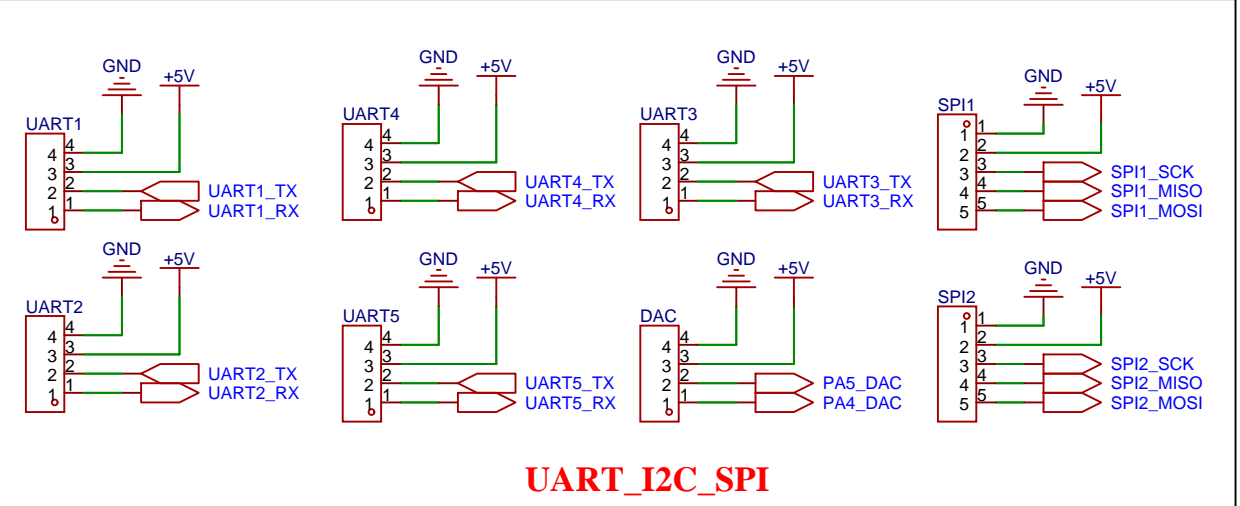 GND
+5V
UART1
4 4
3 3
2 2 UART1_TX
1 1 UART1_RX
GND
+5V
UART4
4 4
3 3
2 2 UART4_TX
1 1 UART4_RX
GND
+5V
UART3
4 4
3 3
2 2 UART3_TX
1 1 UART3_RX
GND
+5V
SPI1
1 1
2 2
3 3 SPI1_SCK
4 4 SPI1_MISO
5 5 SPI1_MOSI
GND
+5V
UART2
4 4
3 3
2 2 UART2_TX
1 1 UART2_RX
GND
+5V
UART5
4 4
3 3
2 2 UART5_TX
1 1 UART5_RX
GND
+5V
DAC
4 4
3 3
2 2 PA5_DAC
1 1 PA4_DAC
GND
+5V
SPI2
1 1
2 2
3 3 SPI2_SCK
4 4 SPI2_MISO
5 5 SPI2_MOSI
UART_I2C_SPI